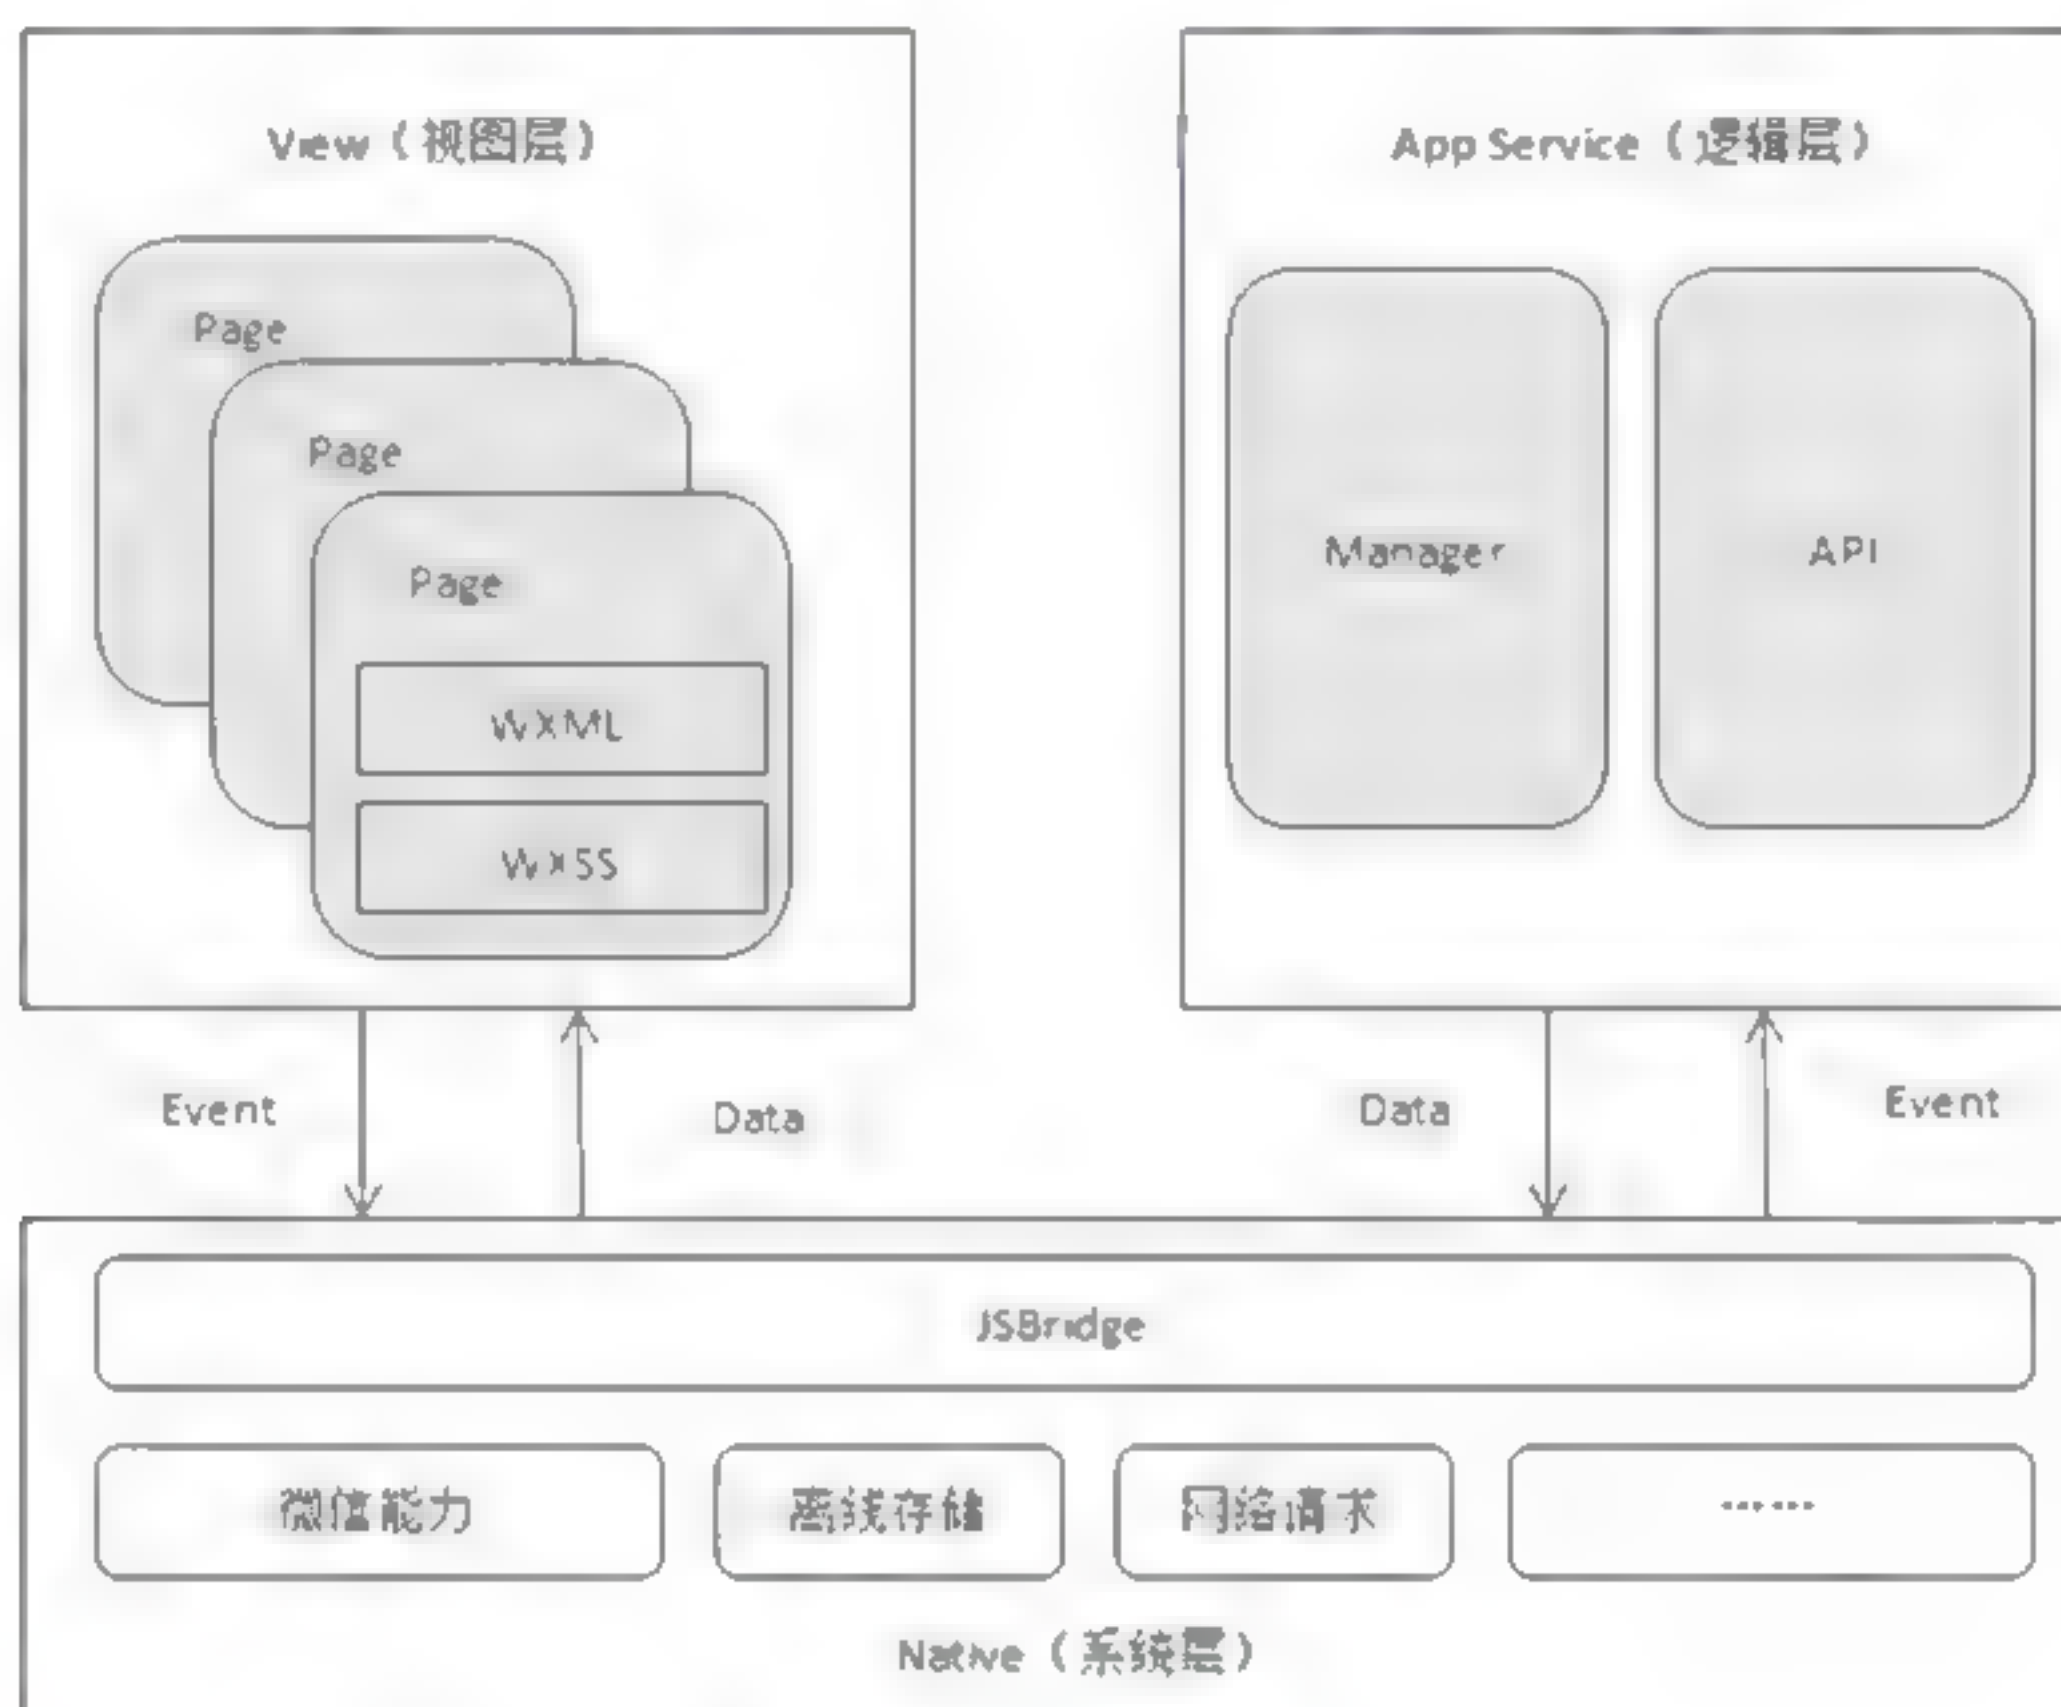 View（视图层）
App Service（逻辑层）
Page
Page
Page
WXML
WXSS
Manager
API
Event
Data
Data
Event
JSBridge
微信能力
离线存储
网络请求
……
Native（系统层）